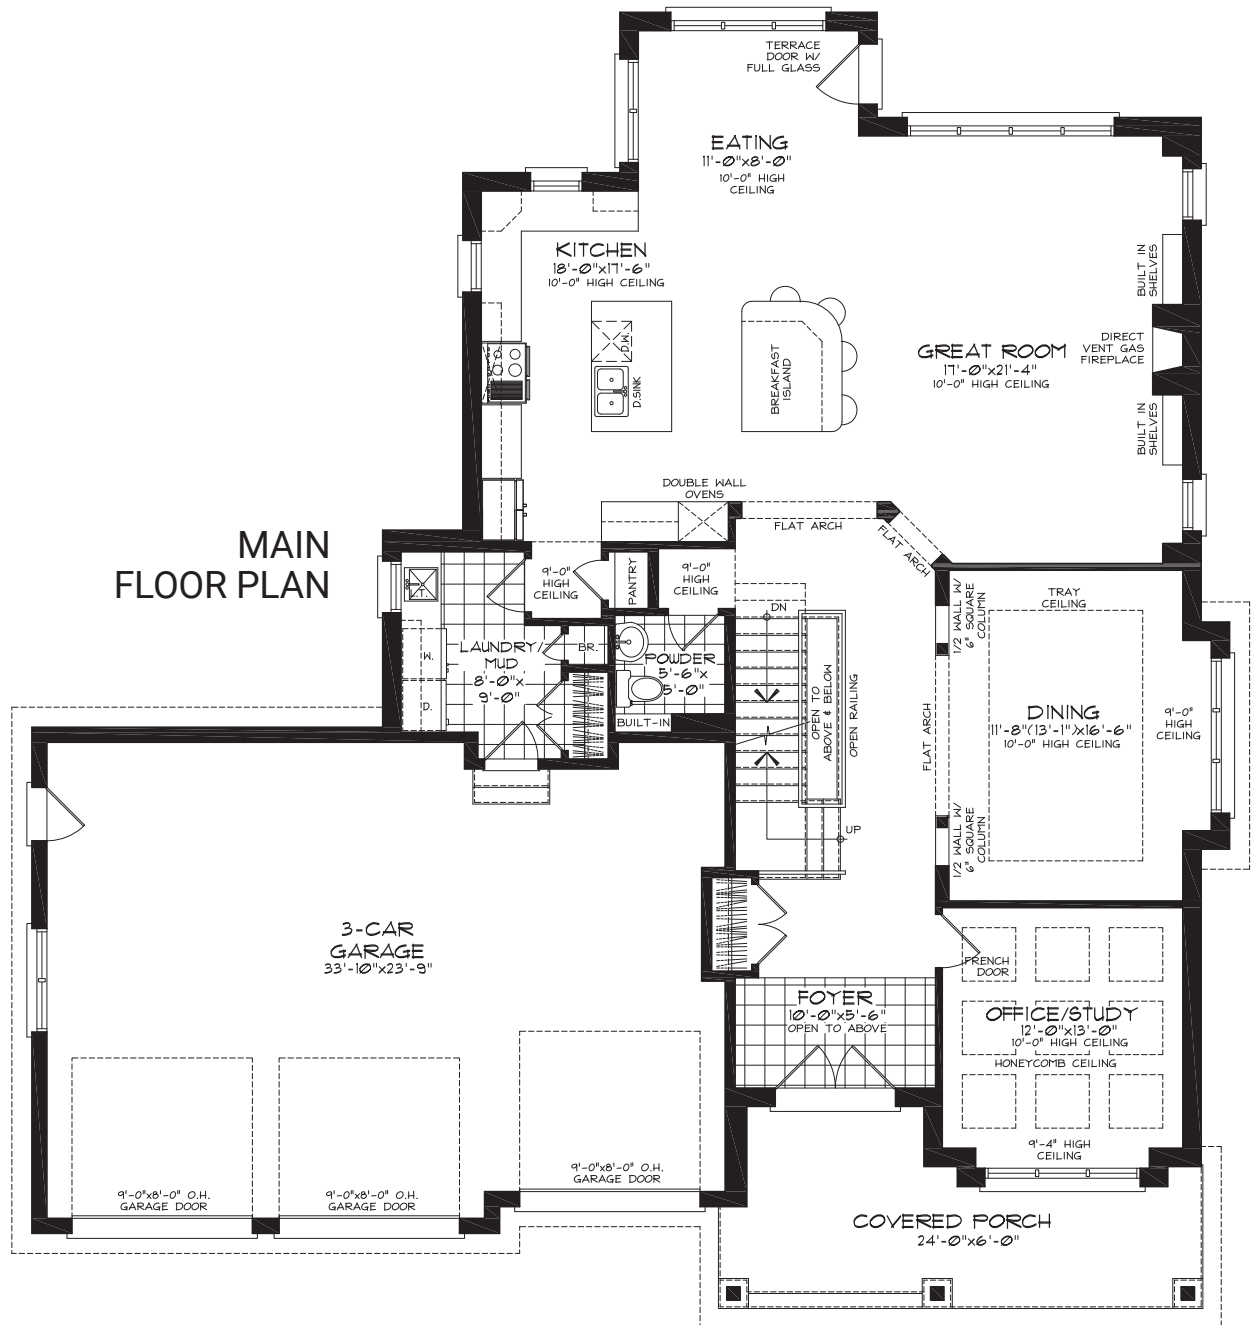 TERRACE
DOOR W/
FULL GLASS
EATING
11'-0"x8'-0"
10'-0" HIGH
CEILING
KITCHEN
18'-0"x17'-6"
10'-0" HIGH CEILING
BUILT IN
SHELVES
D.W.
D.SINK
BREAKFAST
ISLAND
DIRECT
VENT GAS
FIREPLACE
GREAT ROOM
17'-0"x21'-4"
10'-0" HIGH CEILING
BUILT IN
SHELVES
DOUBLE WALL
OVENS
FLAT ARCH
FLAT ARCH
MAIN
FLOOR PLAN
L.T.
9'-0"
HIGH
CEILING
PANTRY
9'-0"
HIGH
CEILING
DN
1/2 WALL W/
6" SQUARE
COLUMN
TRAY
CEILING
LAUNDRY/
MUD
8'-0"x
9'-0"
W.
D.
BR.
POWDER
5'-6"x
5'-0"
BUILT-IN
OPEN TO
ABOVE & BELOW
OPEN RAILING
FLAT ARCH
DINING
11'-8"(13'-1")x16'-6"
10'-0" HIGH CEILING
9'-0"
HIGH
CEILING
UP
1/2 WALL W/
6" SQUARE
COLUMN
3-CAR
GARAGE
33'-10"x23'-9"
FRENCH
DOOR
FOYER
10'-0"x5'-6"
OPEN TO ABOVE
OFFICE/STUDY
12'-0"x13'-0"
10'-0" HIGH CEILING
HONEYCOMB CEILING
9'-4" HIGH
CEILING
9'-0"x8'-0" O.H.
GARAGE DOOR
9'-0"x8'-0" O.H.
GARAGE DOOR
9'-0"x8'-0" O.H.
GARAGE DOOR
COVERED PORCH
24'-0"x6'-0"